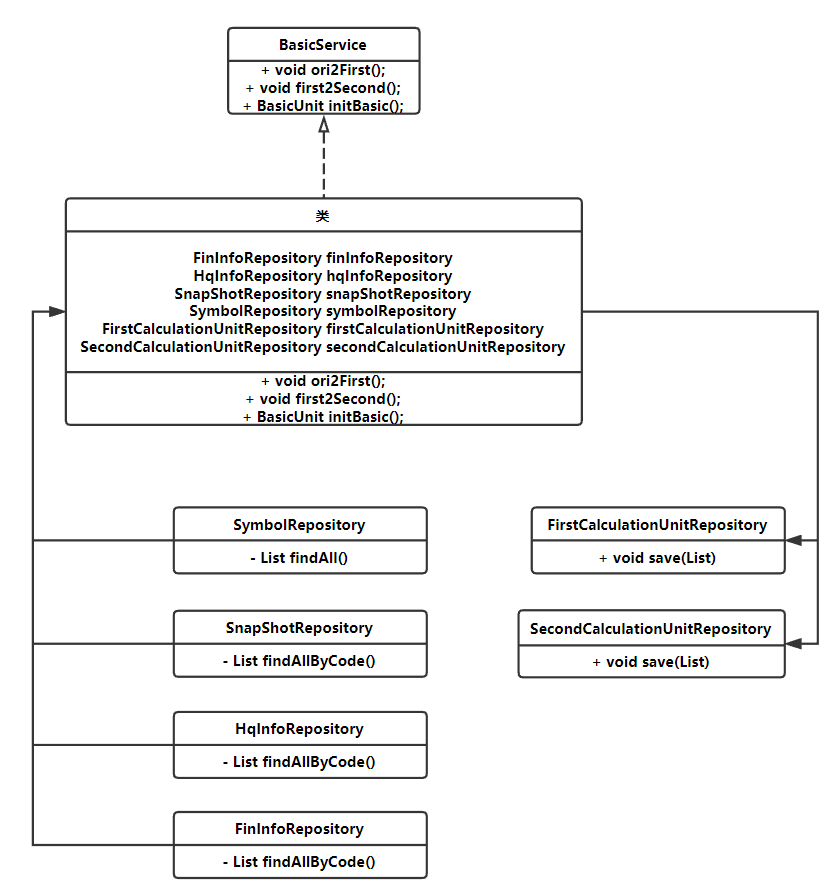 BasicService
+ void ori2First();
+ void first2Second();
+ BasicUnit initBasic();
类
FinInfoRepository finInfoRepository
HqInfoRepository hqInfoRepository
SnapShotRepository snapShotRepository
SymbolRepository symbolRepository
FirstCalculationUnitRepository firstCalculationUnitRepository
SecondCalculationUnitRepository secondCalculationUnitRepository
+ void ori2First();
+ void first2Second();
+ BasicUnit initBasic();
SymbolRepository
- List findAll()
FirstCalculationUnitRepository
+ void save(List)
SnapShotRepository
- List findAllByCode()
SecondCalculationUnitRepository
+ void save(List)
HqInfoRepository
- List findAllByCode()
FinInfoRepository
- List findAllByCode()